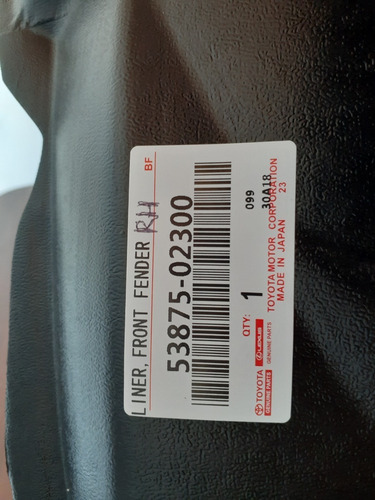 BF
LINER, FRONT FENDER RH
53875-02300
099
30A18
QTY: 1
TOYOTA MOTOR CORPORATION
MADE IN JAPAN 23
TOYOTA
GENUINE PARTS
LEXUS
GENUINE PARTS